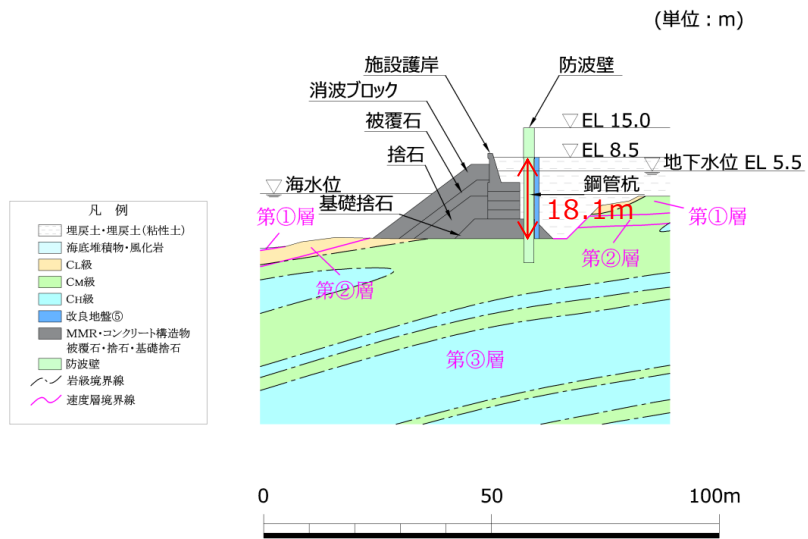 (単位：m)
施設護岸
防波壁
消波ブロック
EL 15.0
被覆石
EL 8.5
捨石
地下水位 EL 5.5
海水位
鋼管杭
基礎捨石
18.1m
第①層
第①層
第②層
第②層
第③層
凡 例
埋戻土・埋戻土(粘性土)
海底堆積物・風化岩
CL級
CM級
CH級
改良地盤⑤
MMR・コンクリート構造物
被覆石・捨石・基礎捨石
防波壁
岩級境界線
速度層境界線
0 50 100m